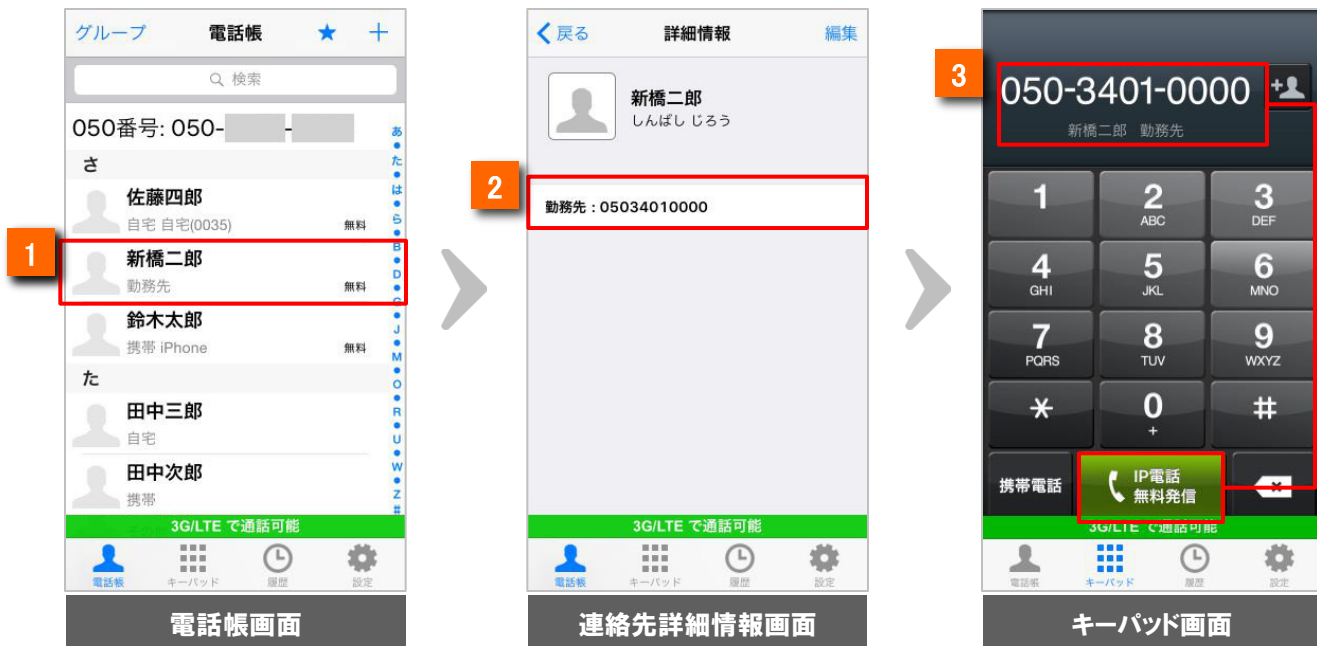 グループ 電話帳 ★ +
検索
050番号: 050- -
さ
佐藤四郎
自宅 自宅(0035) 無料
1
新橋二郎
勤務先 無料
鈴木太郎
携帯 iPhone 無料
た
田中三郎
自宅
田中次郎
携帯
あ
た
は
ら
B
D
G
J
M
O
R
U
W
Z
#
3G/LTE で通話可能
電話帳 キーパッド 履歴 設定
電話帳画面
戻る 詳細情報 編集
新橋二郎
しんばし じろう
2
勤務先 : 05034010000
3G/LTE で通話可能
電話帳 キーパッド 履歴 設定
連絡先詳細情報画面
3
050-3401-0000
新橋二郎 勤務先
1 2 3
ABC DEF
4 5 6
GHI JKL MNO
7 8 9
PQRS TUV WXYZ
* 0 #
+
携帯電話 IP電話
無料発信
3G/LTE で通話可能
電話帳 キーパッド 履歴 設定
キーパッド画面